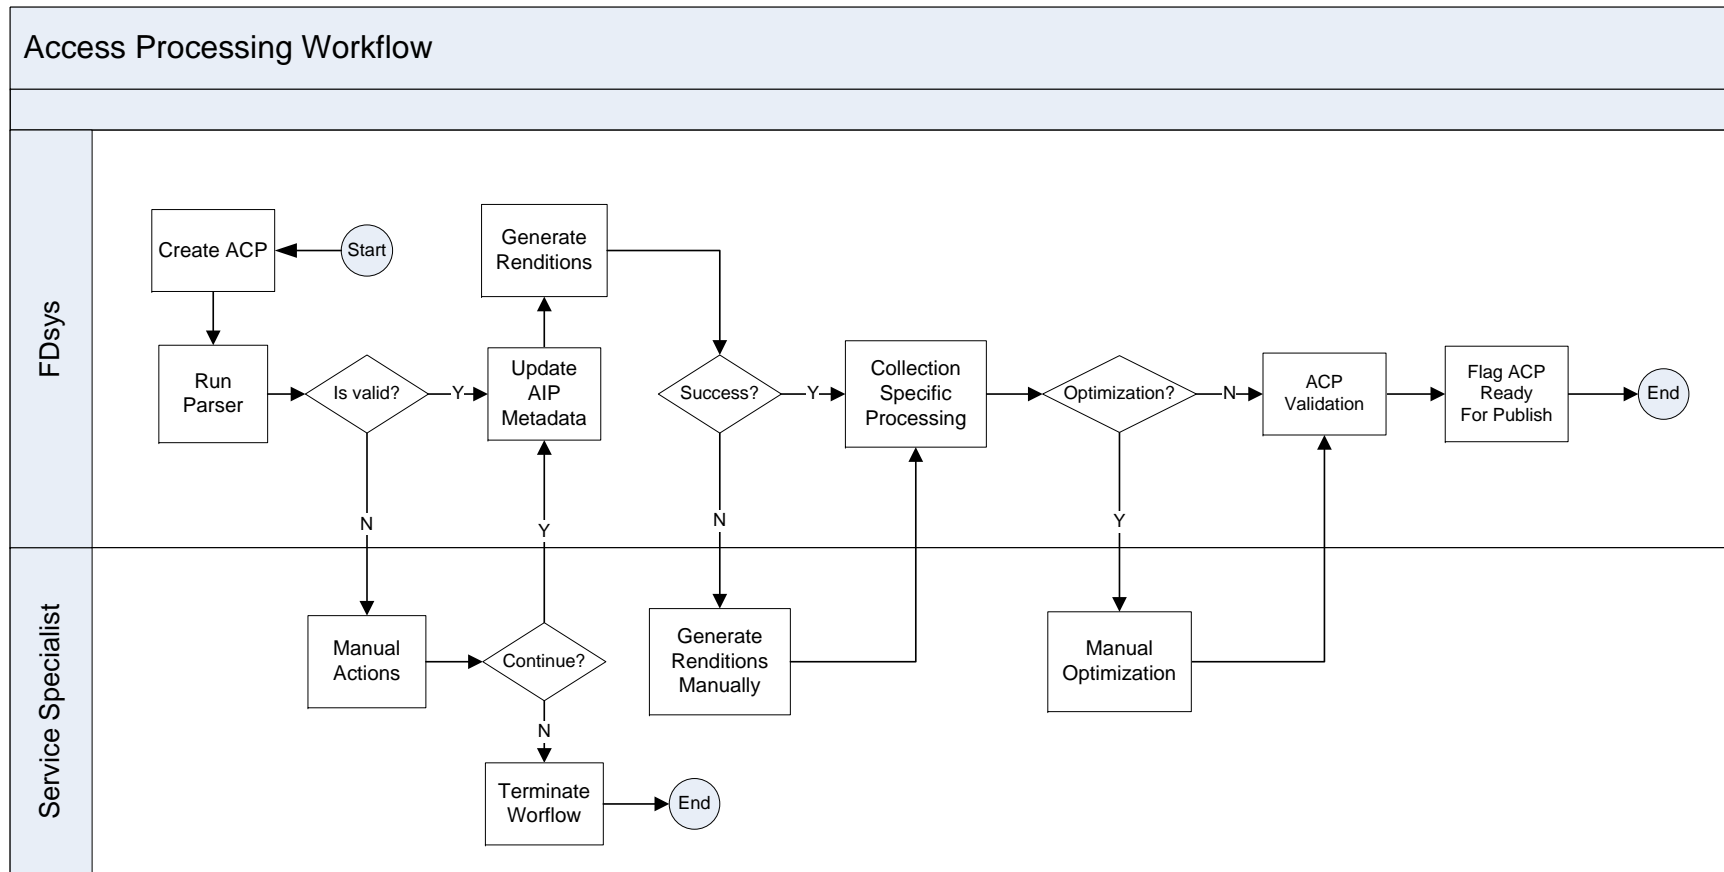 Access Processing Workflow
FDsys
Create ACP
Start
Generate
Renditions
Run
Parser
Is valid?
Y
Update
AIP
Metadata
Success?
Y
Collection
Specific
Processing
Optimization?
N
ACP
Validation
Flag ACP
Ready
For Publish
End
N
Y
N
Y
Service Specialist
Manual
Actions
Continue?
Generate
Renditions
Manually
Manual
Optimization
N
Terminate
Worflow
End